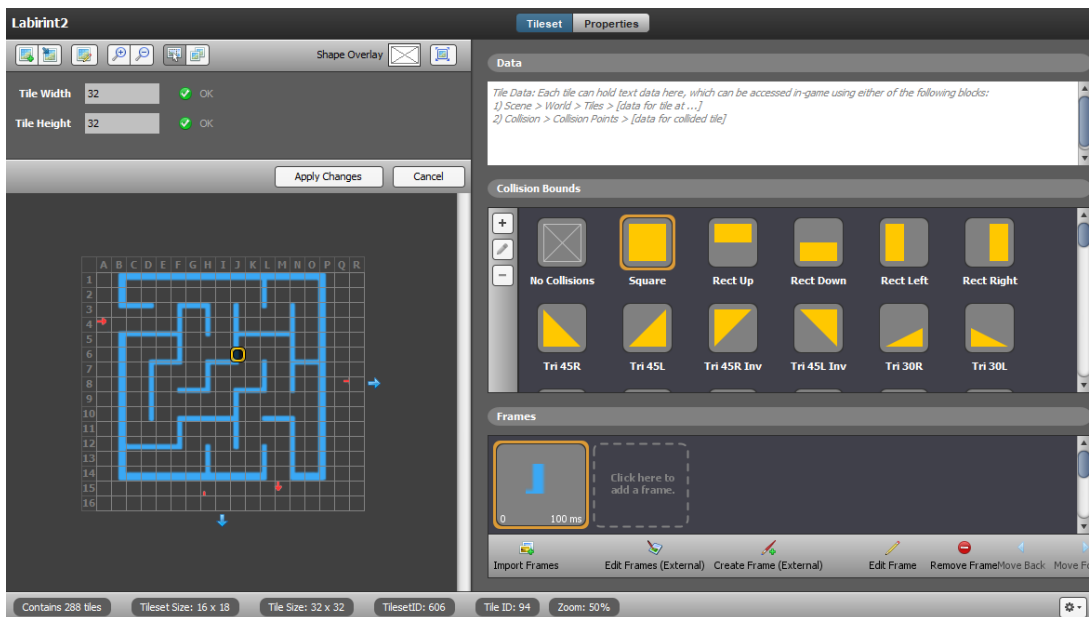 Labirint2
Tileset Properties
Shape Overlay
Tile Width 32 OK
Tile Height 32 OK
Apply Changes Cancel
A B C D E F G H I J K L M N O P Q R
1
2
3
4
5
6
7
8
9
10
11
12
13
14
15
16
Data
Tile Data: Each tile can hold text data here, which can be accessed in-game using either of the following blocks:
1) Scene > World > Tiles > [data for tile at ...]
2) Collision > Collision Points > [data for collided tile]
Collision Bounds
No Collisions Square Rect Up Rect Down Rect Left Rect Right
Tri 45R Tri 45L Tri 45R Inv Tri 45L Inv Tri 30R Tri 30L
Frames
Click here to
add a frame.
0 100 ms
Import Frames Edit Frames (External) Create Frame (External) Edit Frame Remove Frame Move Back Move Fo
Contains 288 tiles Tileset Size: 16 x 18 Tile Size: 32 x 32 TilesetID: 606 Tile ID: 94 Zoom: 50%